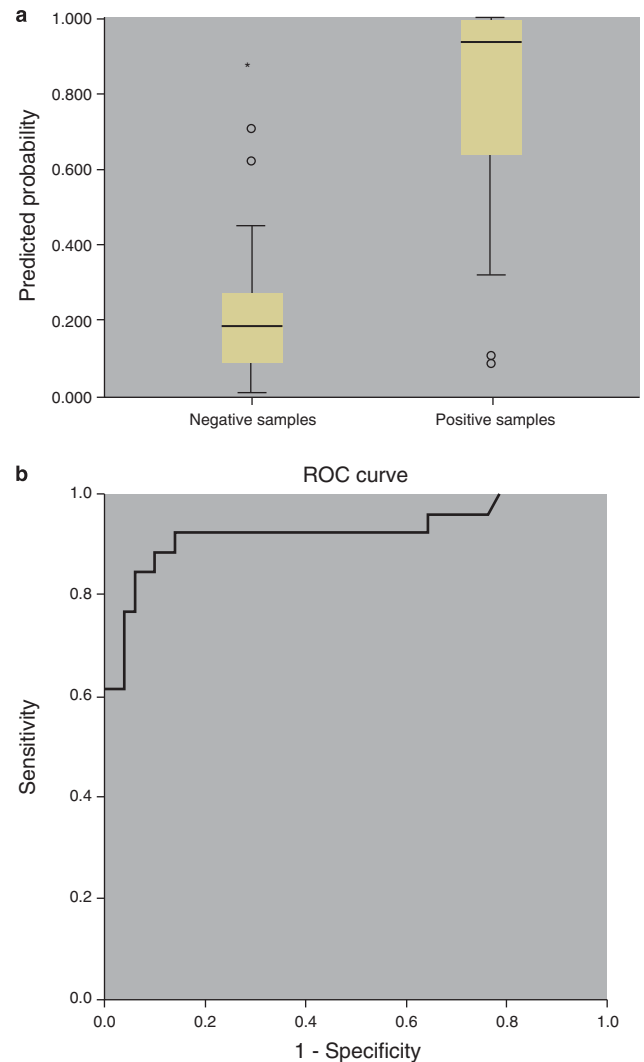 a
Predicted probability
1.000
0.800
0.600
0.400
0.200
0.000
*
Negative samples
Positive samples
b
ROC curve
Sensitivity
1.0
0.8
0.6
0.4
0.2
0.0
0.0 0.2 0.4 0.6 0.8 1.0
1 - Specificity